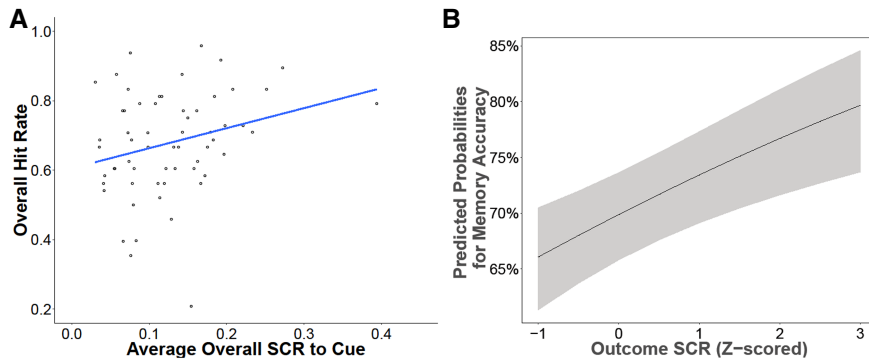 A
1.0
0.8
0.6
0.4
0.2
Overall Hit Rate
0.0 0.1 0.2 0.3 0.4
Average Overall SCR to Cue
B
85%
80%
75%
70%
65%
Predicted Probabilities
for Memory Accuracy
−1 0 1 2 3
Outcome SCR (Z−scored)